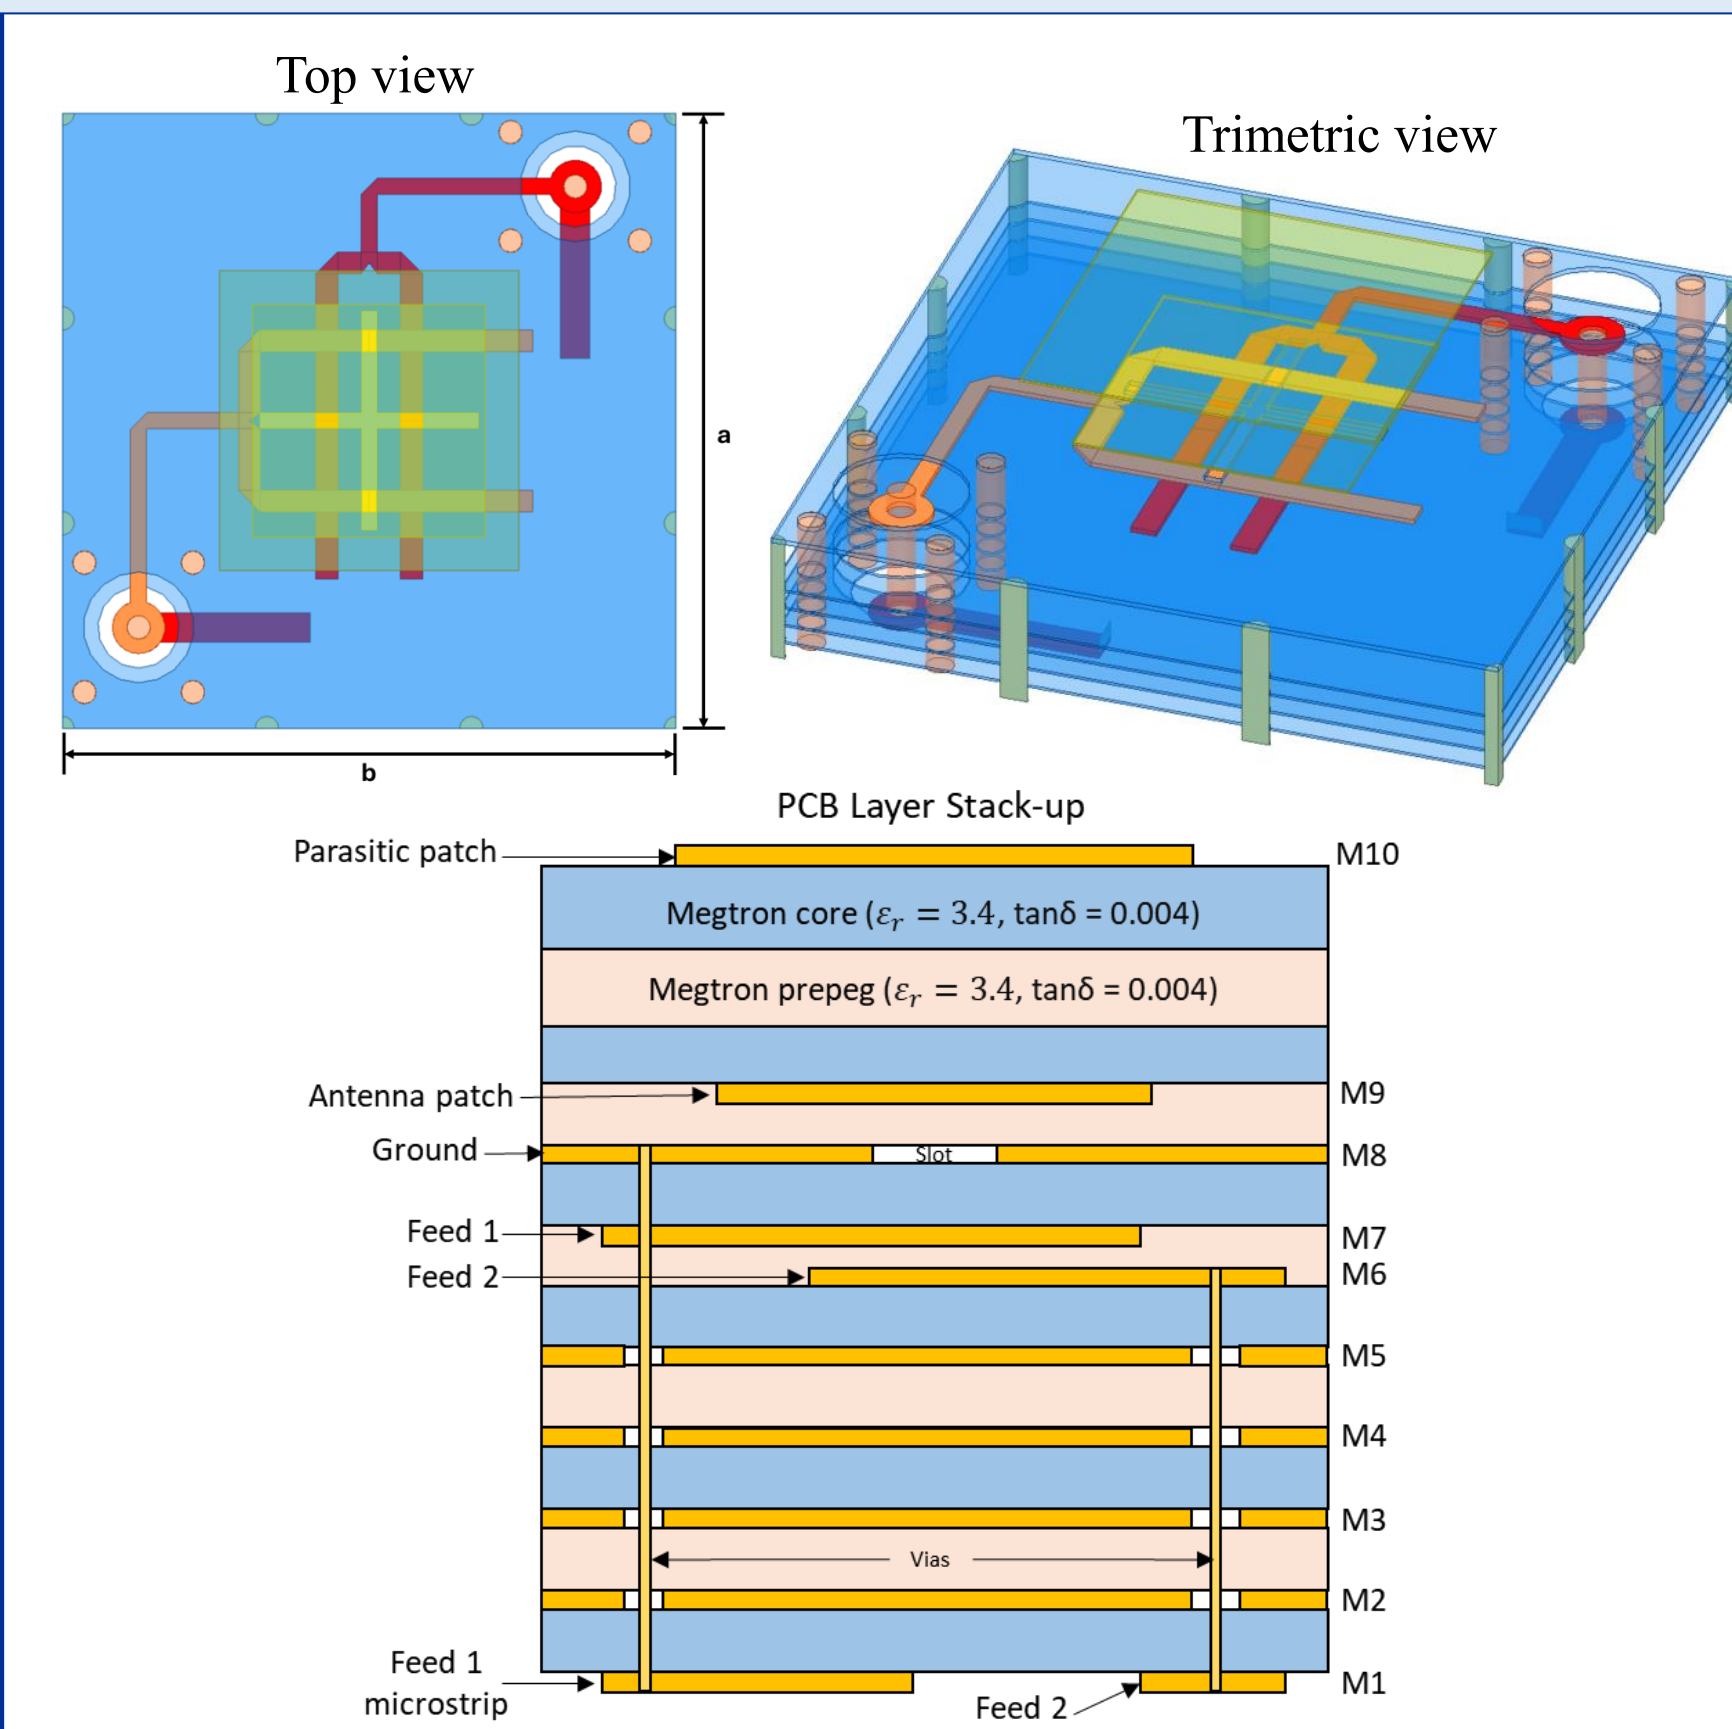 Top view
Trimetric view
a
b
PCB Layer Stack-up
Parasitic patch
M10
Megtron core (εr = 3.4, tanδ = 0.004)
Megtron prepeg (εr = 3.4, tanδ = 0.004)
Antenna patch
M9
Ground
Slot
M8
Feed 1
M7
Feed 2
M6
M5
M4
M3
Vias
M2
Feed 1
microstrip
Feed 2
M1